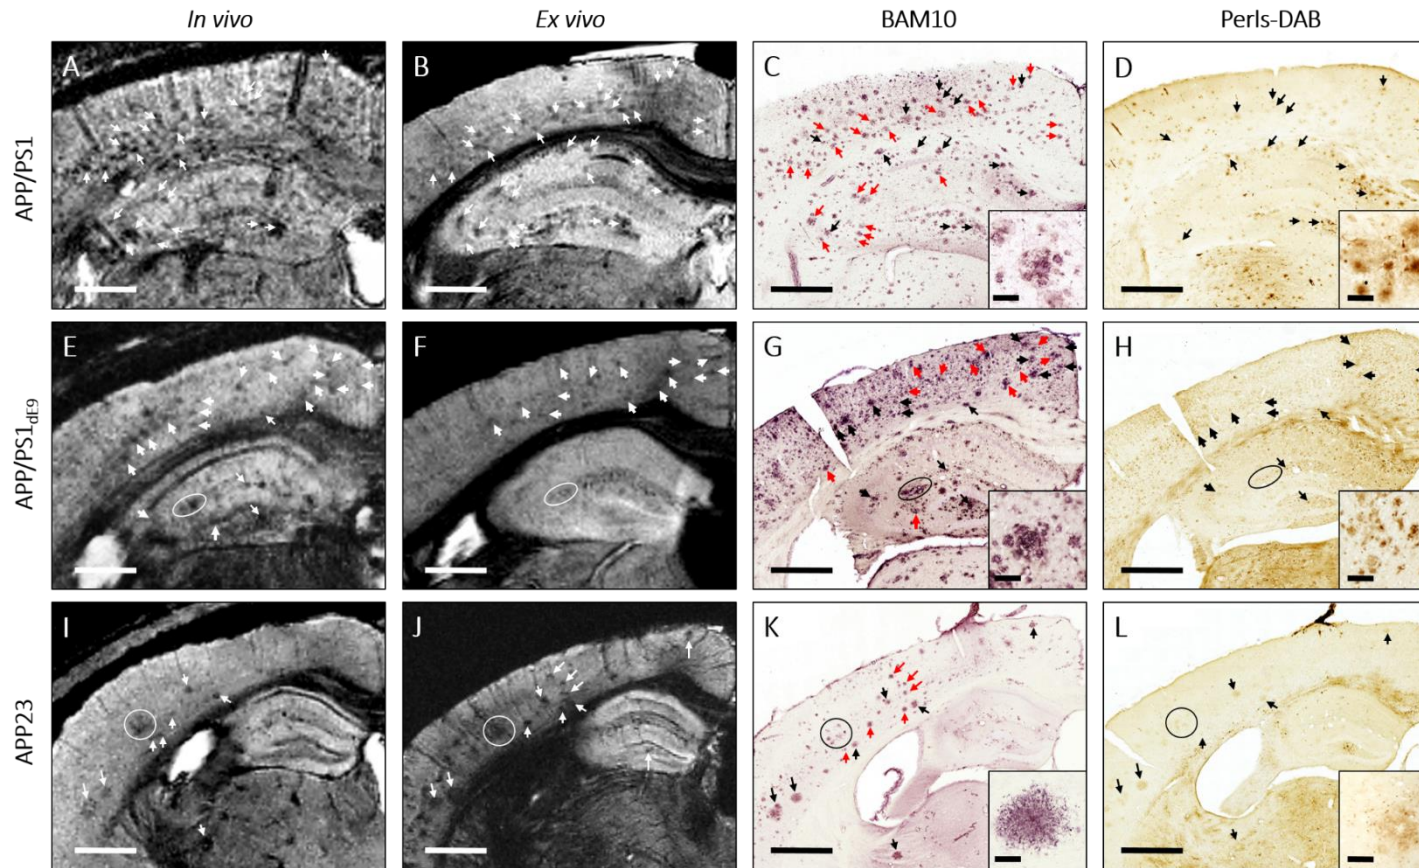 In vivo Ex vivo BAM10 Perls-DAB
APP/PS1 A B C D
APP/PS1dE9 E F G H
APP23 I J K L